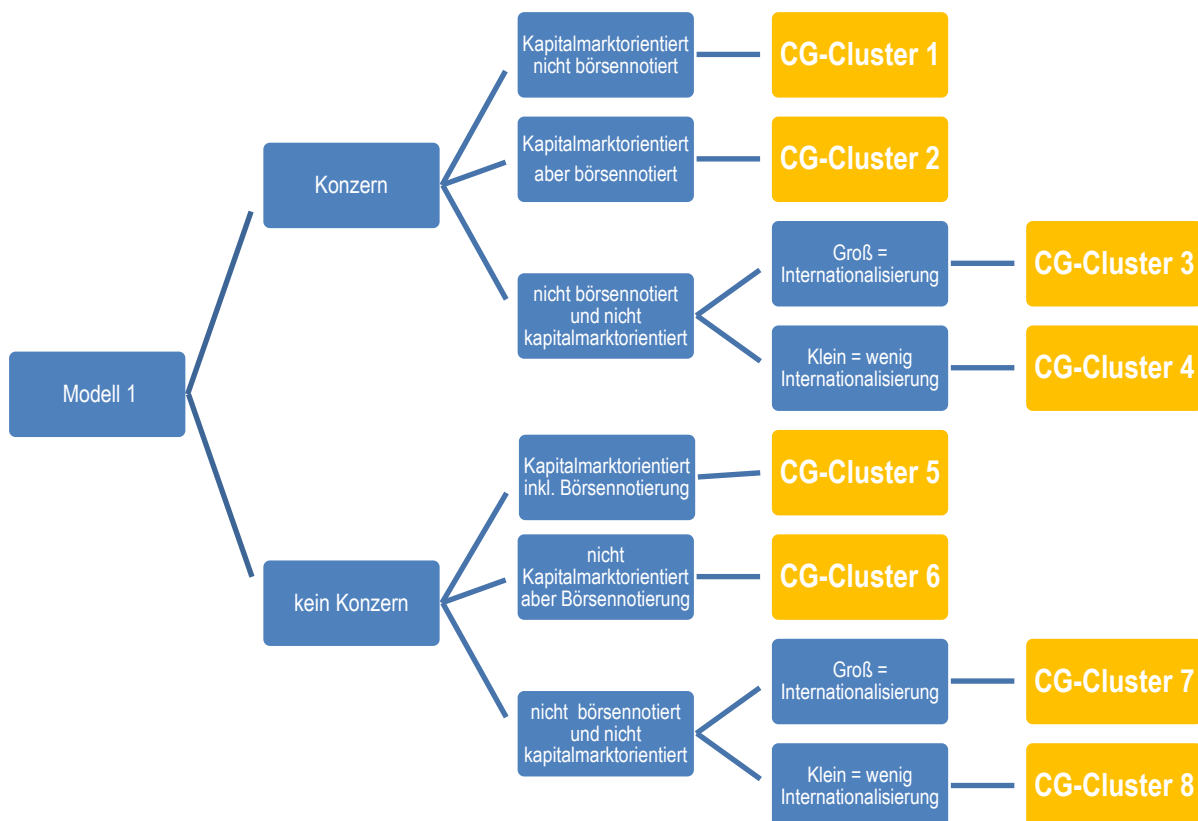 Kapitalmarktorientiert
nicht börsennotiert
CG-Cluster 1
Kapitalmarktorientiert
aber börsennotiert
CG-Cluster 2
Konzern
Groß =
Internationalisierung
CG-Cluster 3
nicht börsennotiert
und nicht
kapitalmarktorientiert
Klein = wenig
Internationalisierung
CG-Cluster 4
Modell 1
Kapitalmarktorientiert
inkl. Börsennotierung
CG-Cluster 5
nicht
Kapitalmarktorientiert
aber Börsennotierung
CG-Cluster 6
kein Konzern
Groß =
Internationalisierung
CG-Cluster 7
nicht börsennotiert
und nicht
kapitalmarktorientiert
Klein = wenig
Internationalisierung
CG-Cluster 8